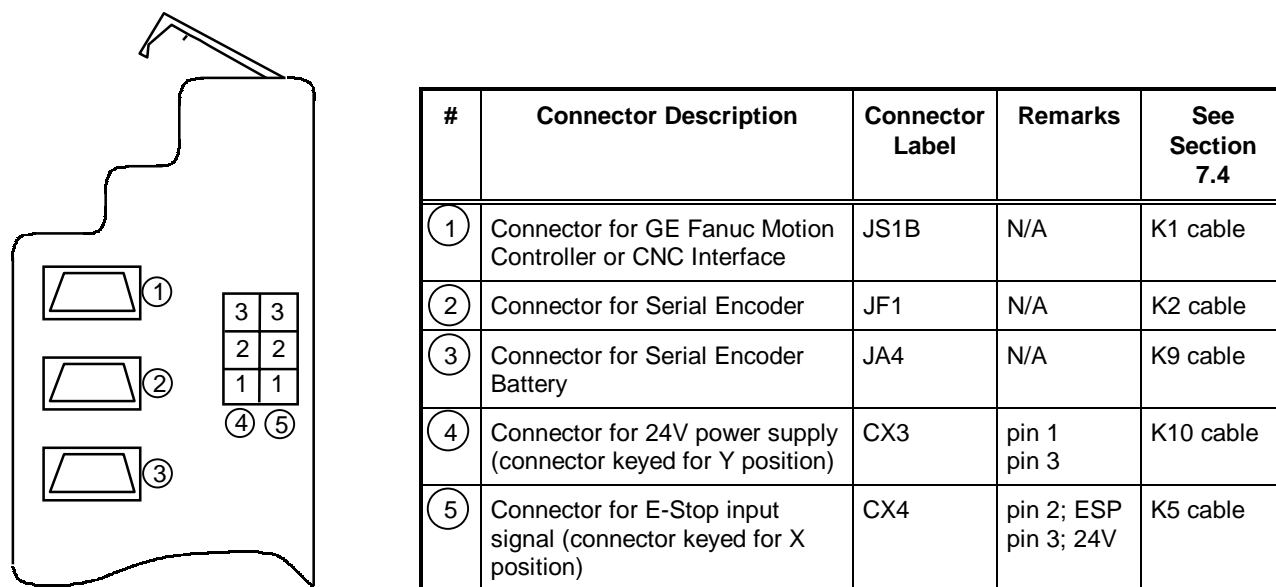 ①
3 3
2 2
②
1 1
④ ⑤
③
# Connector Description Connector Label Remarks See Section 7.4
① Connector for GE Fanuc Motion Controller or CNC Interface JS1B N/A K1 cable
② Connector for Serial Encoder JF1 N/A K2 cable
③ Connector for Serial Encoder Battery JA4 N/A K9 cable
④ Connector for 24V power supply (connector keyed for Y position) CX3 pin 1 pin 3 K10 cable
⑤ Connector for E-Stop input signal (connector keyed for X position) CX4 pin 2; ESP pin 3; 24V K5 cable